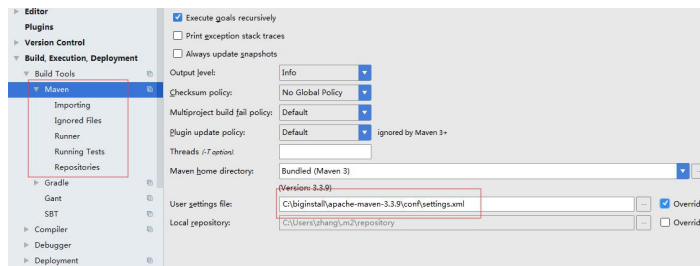 Editor
Plugins
Version Control
Build, Execution, Deployment
Build Tools
Maven
Importing
Ignored Files
Runner
Running Tests
Repositories
Gradle
Gant
SBT
Compiler
Debugger
Deployment
Execute goals recursively
Print exception stack traces
Always update snapshots
Output level: Info
Checksum policy: No Global Policy
Multiproject build fail policy: Default
Plugin update policy: Default ignored by Maven 3+
Threads (-T option):
Maven home directory: Bundled (Maven 3)
(Version: 3.3.9)
User settings file: C:\biginstall\apache-maven-3.3.9\conf\settings.xml ... Overrid
Local repository: C:\Users\zhang\.m2\repository ... Overrid